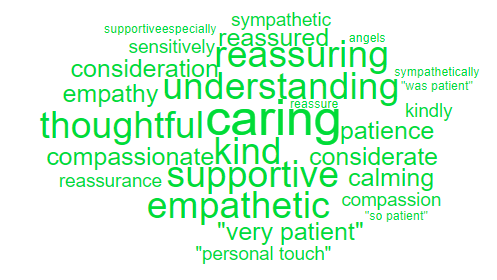 sympathetic
supportiveespecially
reassured
angels
sensitively
reassuring
consideration
sympathetically
understanding
"was patient"
empathy
reassure
kindly
thoughtful
caring
patience
compassionate
kind
considerate
reassurance
supportive
calming
compassion
empathetic
"so patient"
"very patient"
"personal touch"